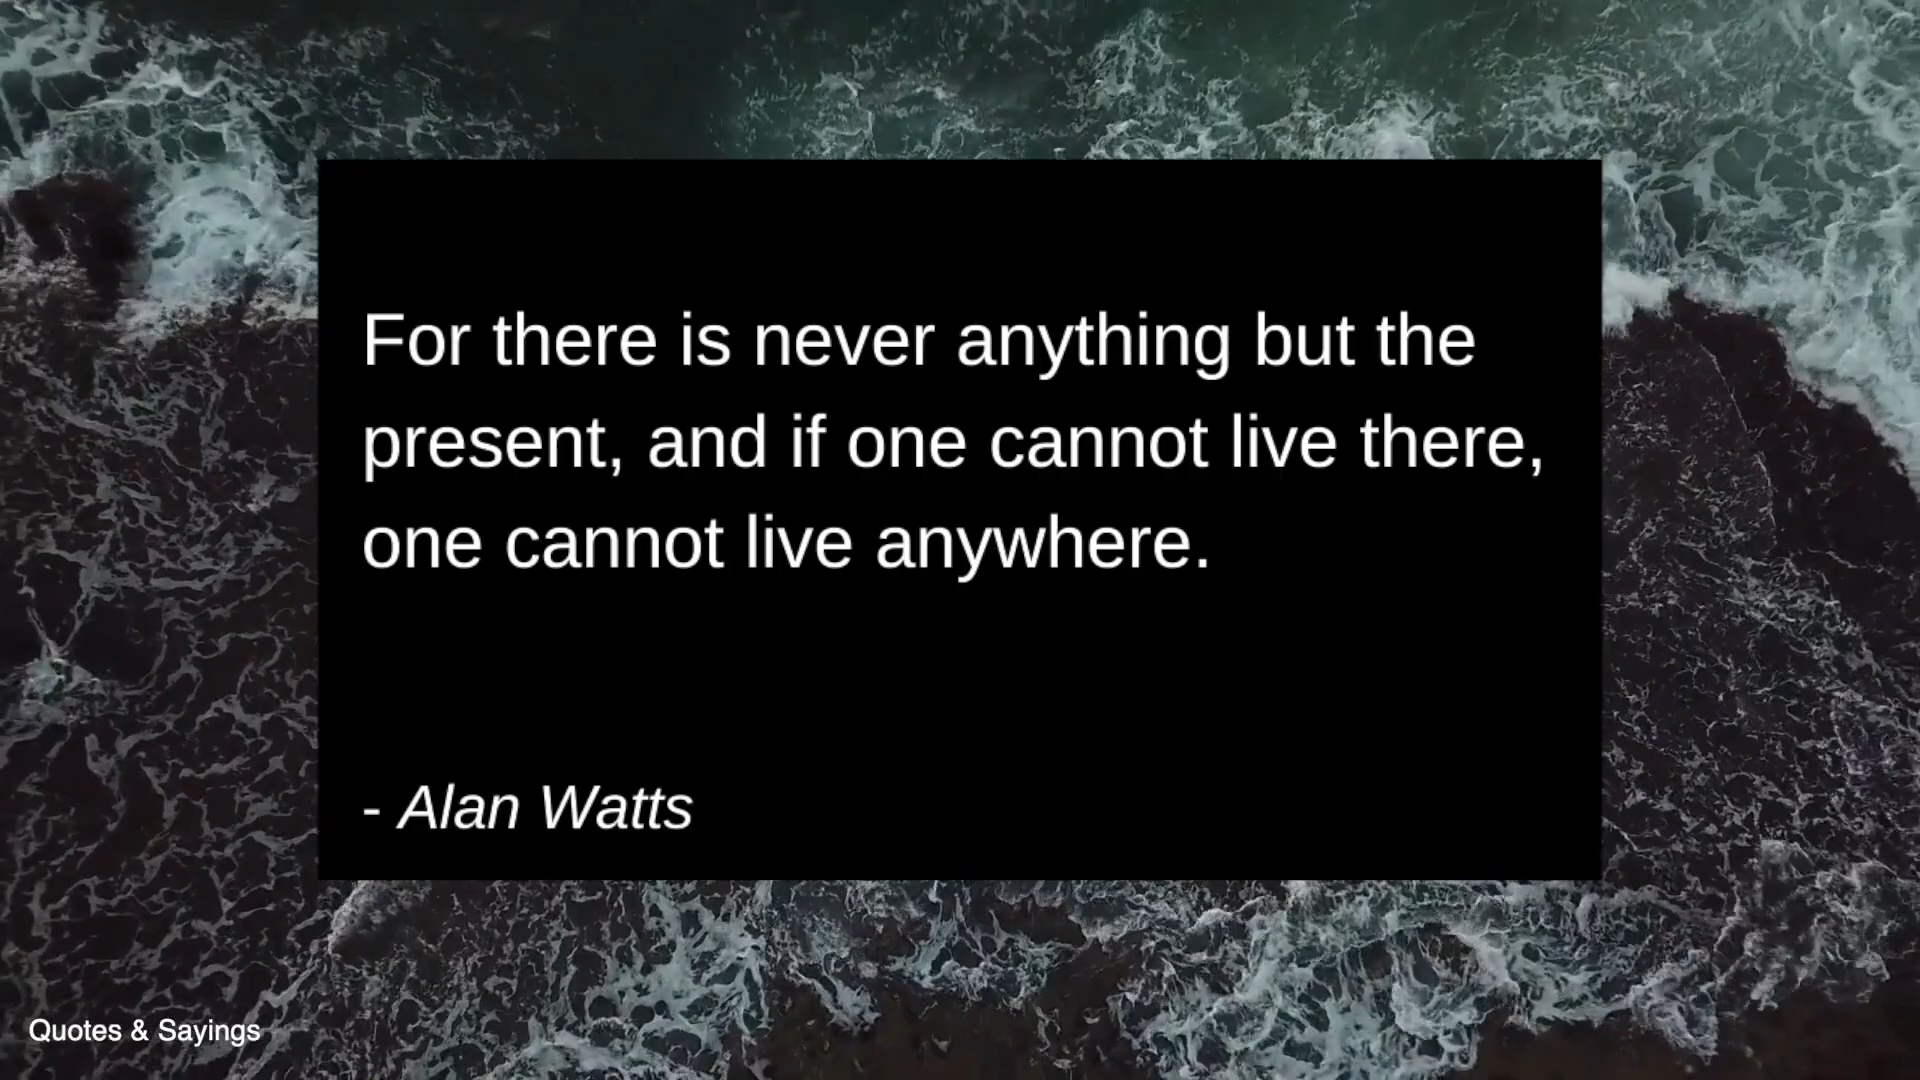 For there is never anything but the
present, and if one cannot live there,
one cannot live anywhere.
- Alan Watts
Quotes & Sayings